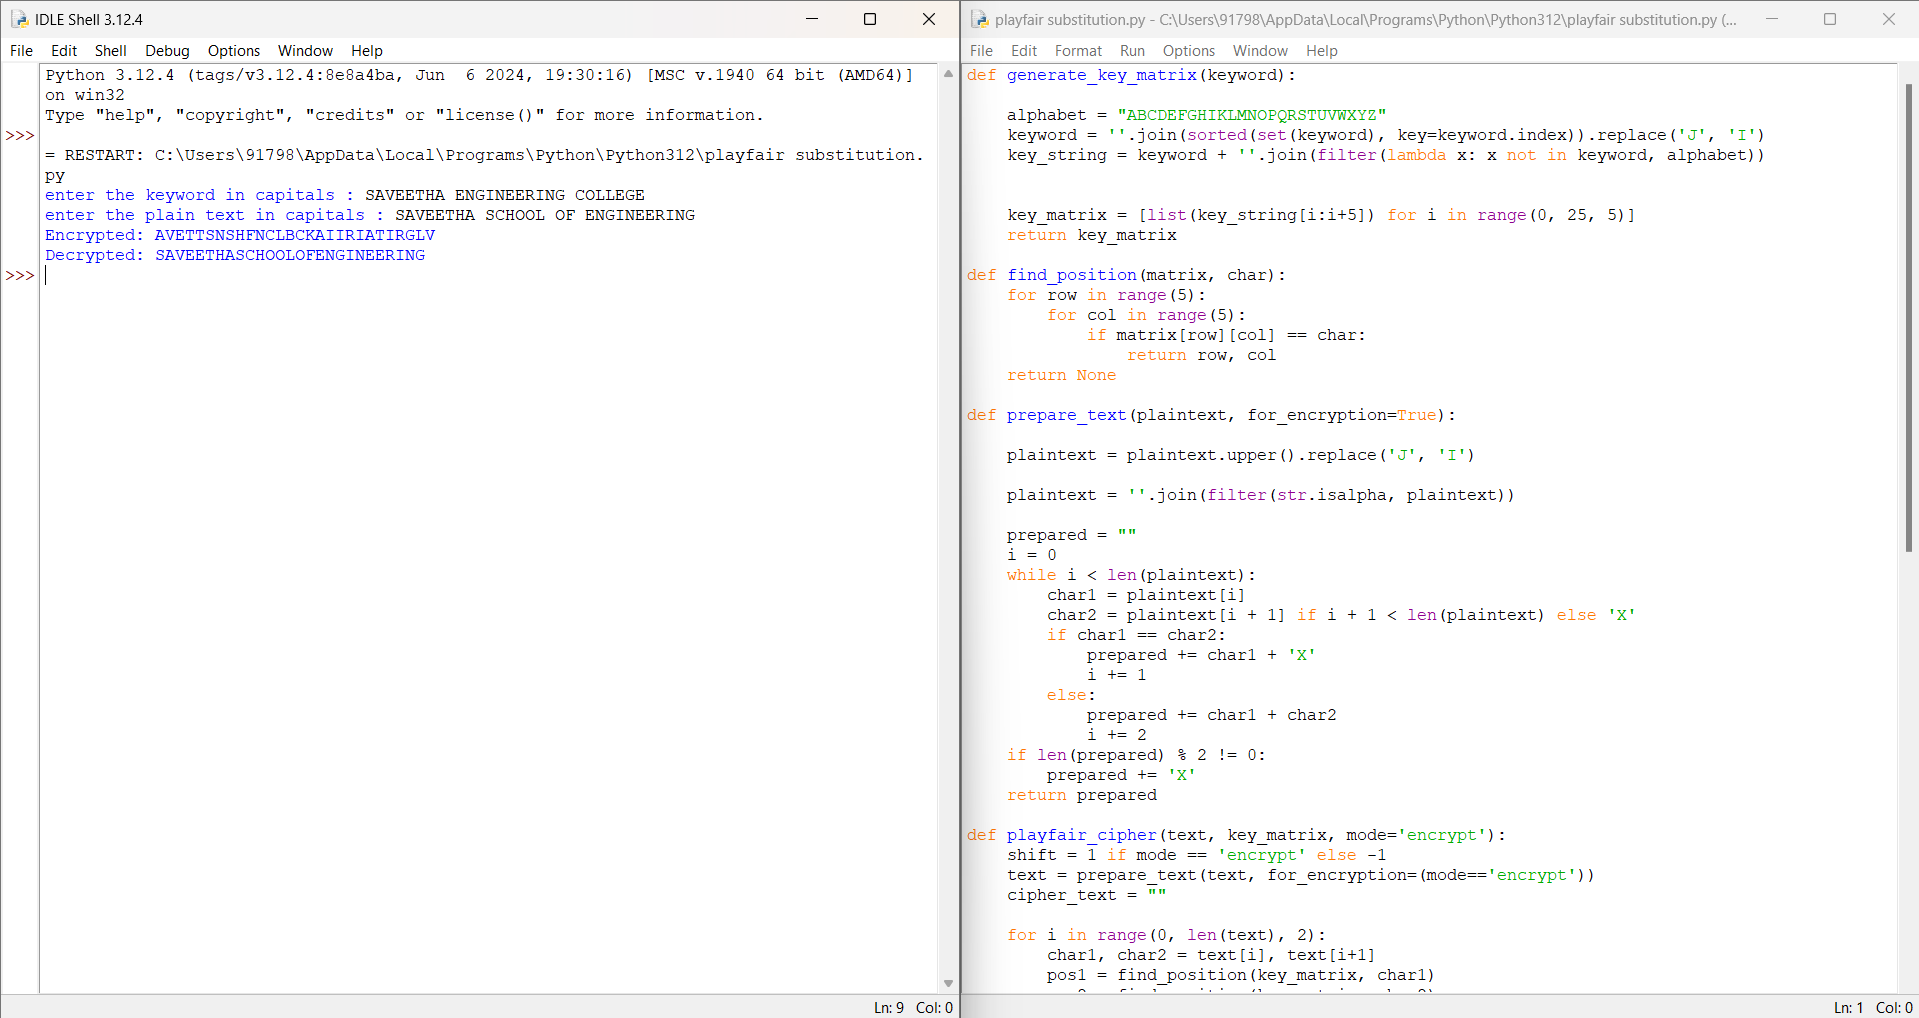 IDLE Shell 3.12.4
File Edit Shell Debug Options Window Help
Python 3.12.4 (tags/v3.12.4:8e8a4ba, Jun  6 2024, 19:30:16) [MSC v.1940 64 bit (AMD64)]
on win32
Type "help", "copyright", "credits" or "license()" for more information.
>>>
= RESTART: C:\Users\91798\AppData\Local\Programs\Python\Python312\playfair substitution.
py
enter the keyword in capitals : SAVEETHA ENGINEERING COLLEGE
enter the plain text in capitals : SAVEETHA SCHOOL OF ENGINEERING
Encrypted: AVETTSNSHFNCLBCKAIIRIATIRGLV
Decrypted: SAVEETHASCHOOLOFENGINEERING
>>>
Ln: 9 Col: 0
playfair substitution.py - C:\Users\91798\AppData\Local\Programs\Python\Python312\playfair substitution.py (...
File Edit Format Run Options Window Help
def generate_key_matrix(keyword):
    alphabet = "ABCDEFGHIKLMNOPQRSTUVWXYZ"
    keyword = ''.join(sorted(set(keyword), key=keyword.index)).replace('J', 'I')
    key_string = keyword + ''.join(filter(lambda x: x not in keyword, alphabet))
    key_matrix = [list(key_string[i:i+5]) for i in range(0, 25, 5)]
    return key_matrix
def find_position(matrix, char):
    for row in range(5):
        for col in range(5):
            if matrix[row][col] == char:
                return row, col
    return None
def prepare_text(plaintext, for_encryption=True):
    plaintext = plaintext.upper().replace('J', 'I')
    plaintext = ''.join(filter(str.isalpha, plaintext))
    prepared = ""
    i = 0
    while i < len(plaintext):
        char1 = plaintext[i]
        char2 = plaintext[i + 1] if i + 1 < len(plaintext) else 'X'
        if char1 == char2:
            prepared += char1 + 'X'
            i += 1
        else:
            prepared += char1 + char2
            i += 2
    if len(prepared) % 2 != 0:
        prepared += 'X'
    return prepared
def playfair_cipher(text, key_matrix, mode='encrypt'):
    shift = 1 if mode == 'encrypt' else -1
    text = prepare_text(text, for_encryption=(mode=='encrypt'))
    cipher_text = ""
    for i in range(0, len(text), 2):
        char1, char2 = text[i], text[i+1]
        pos1 = find_position(key_matrix, char1)
Ln: 1 Col: 0